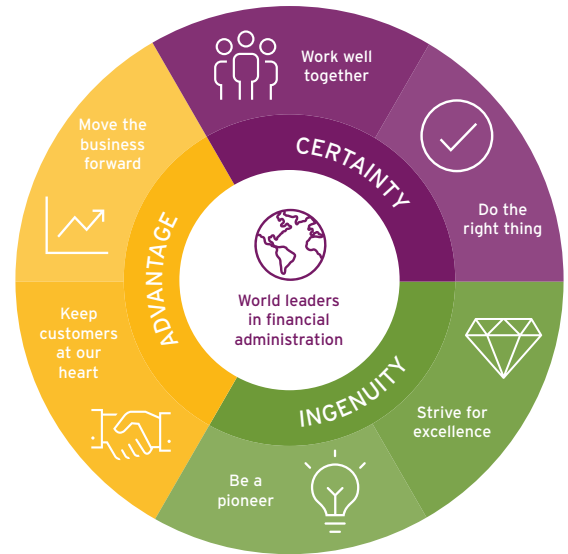 Work well
together
Do the
right thing
Strive for
excellence
Be a
pioneer
Keep
customers
at our
heart
Move the
business
forward
CERTAINTY
INGENUITY
ADVANTAGE
World leaders
in financial
administration